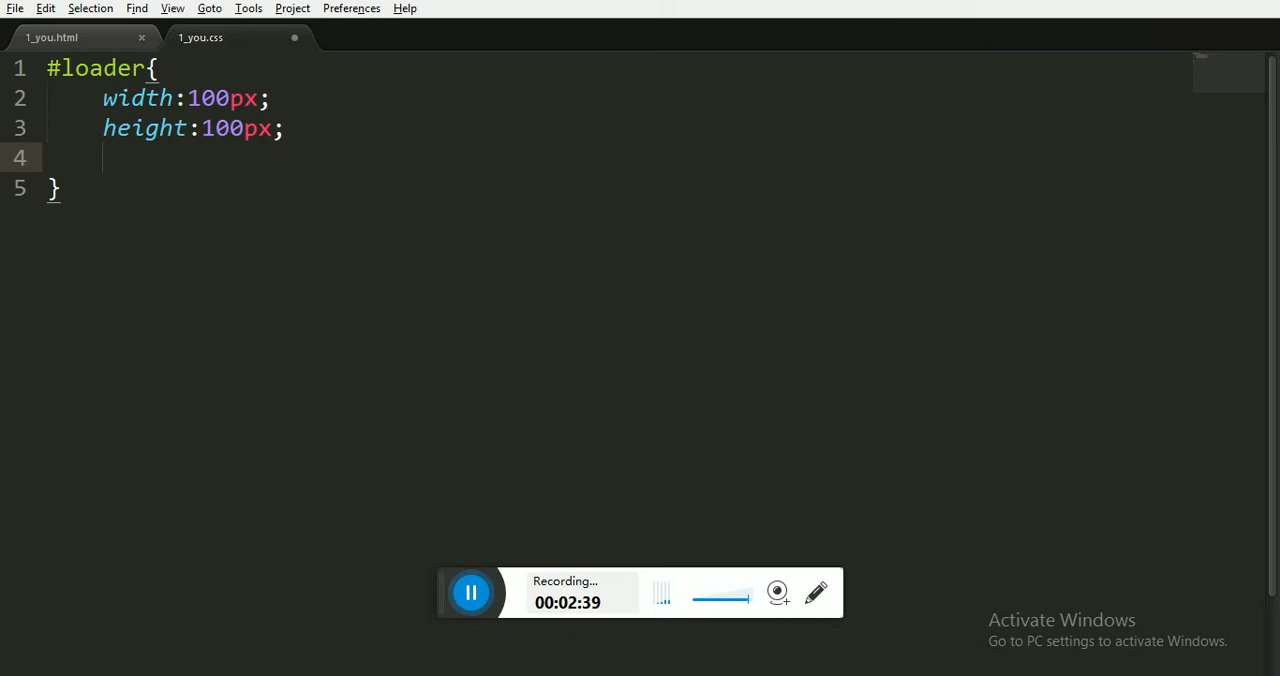 File Edit Selection Find View Goto Tools Project Preferences Help
1_you.html × 1_you.css
1 #loader{
2 width:100px;
3 height:100px;
4
5 }
Recording...
00:02:39
Activate Windows
Go to PC settings to activate Windows.